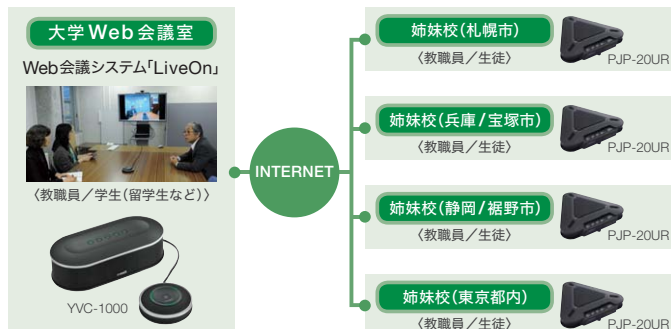 大学Web会議室
Web会議システム「LiveOn」
〈教職員／学生（留学生など）〉
YVC-1000
INTERNET
姉妹校（札幌市）
〈教職員／生徒〉
PJP-20UR
姉妹校（兵庫/宝塚市）
〈教職員／生徒〉
PJP-20UR
姉妹校（静岡/裾野市）
〈教職員／生徒〉
PJP-20UR
姉妹校（東京都内）
〈教職員／生徒〉
PJP-20UR